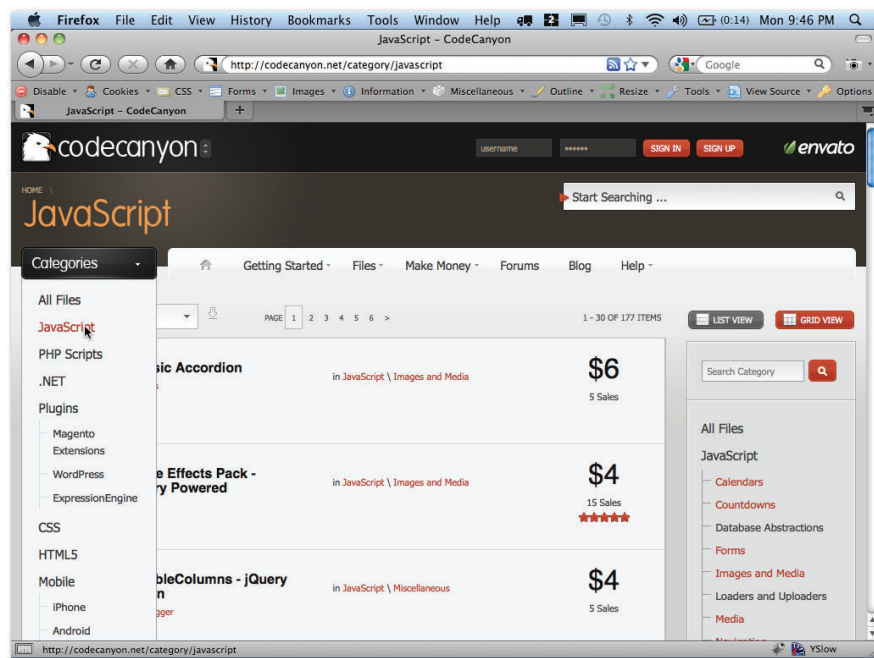 Firefox File Edit View History Bookmarks Tools Window Help (0:14) Mon 9:46 PM
JavaScript – CodeCanyon
http://codecanyon.net/category/javascript Google
Disable Cookies CSS Forms Images Information Miscellaneous Outline Resize Tools View Source Options
JavaScript – CodeCanyon +
codecanyon username •••••• SIGN IN SIGN UP envato
HOME \
JavaScript Start Searching ...
Categories Getting Started Files Make Money Forums Blog Help
All Files
JavaScript PAGE 1 2 3 4 5 6 > 1 - 30 OF 177 ITEMS LIST VIEW GRID VIEW
PHP Scripts
.NET
Plugins
Magento
Extensions
WordPress
ExpressionEngine
CSS
HTML5
Mobile
iPhone
Android
sic Accordion
in JavaScript \ Images and Media
$6
5 Sales
e Effects Pack -
ry Powered
in JavaScript \ Images and Media
$4
15 Sales
bleColumns - jQuery
n
gger
in JavaScript \ Miscellaneous
$4
5 Sales
Search Category
All Files
JavaScript
Calendars
Countdowns
Database Abstractions
Forms
Images and Media
Loaders and Uploaders
Media
http://codecanyon.net/category/javascript YSlow